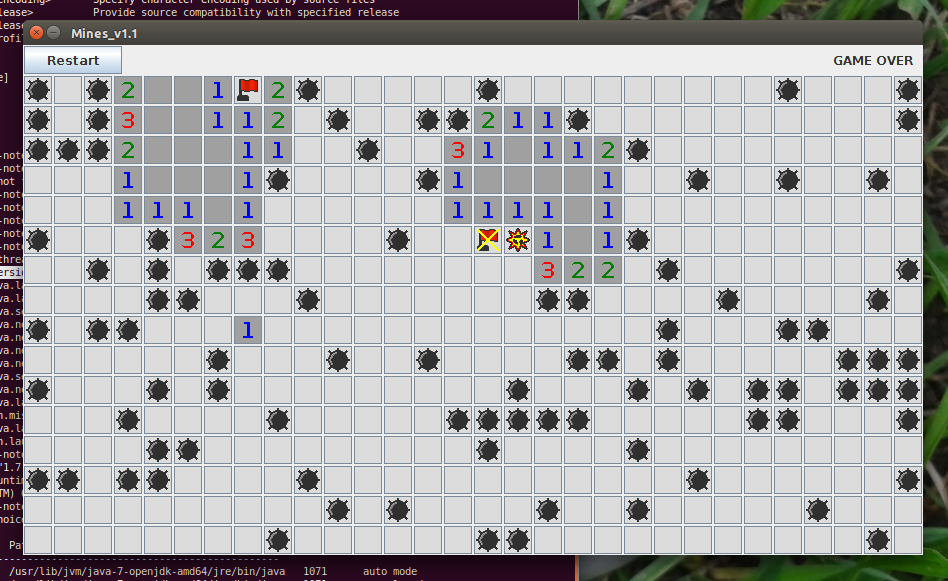 Specify character encoding used by source files
Provide source compatibility with specified release
Mines_v1.1
Restart
GAME OVER
2 1 2
3 1 1 2 2 1 1
2 1 1 3 1 1 1 2
1 1 1 1
1 1 1 1 1 1 1 1 1
3 2 3 1 1
3 2 2
1
/usr/lib/jvm/java-7-openjdk-amd64/jre/bin/java 1071 auto mode